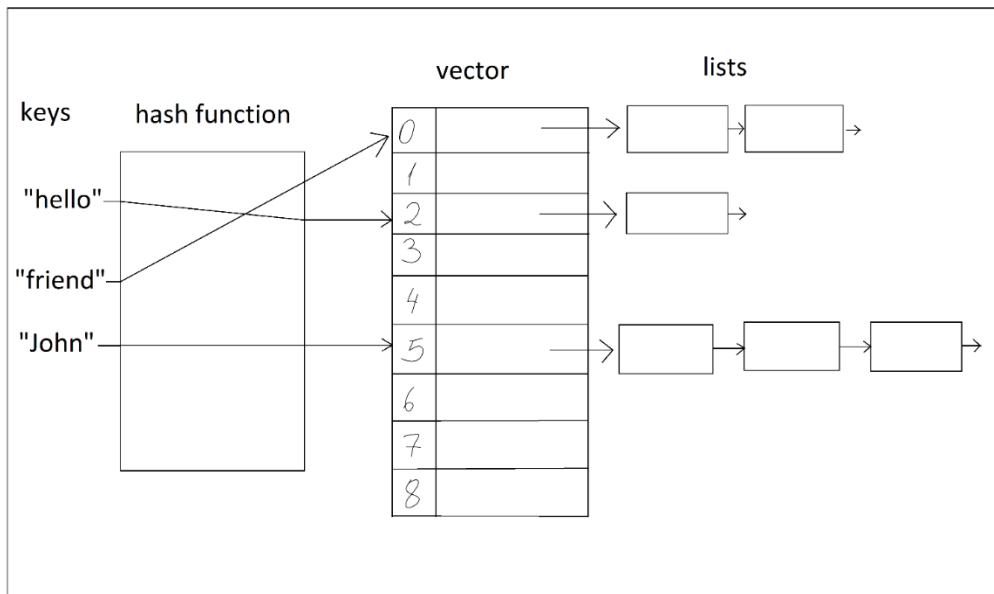 vector
lists
keys
hash function
"hello"
"friend"
"John"
0
1
2
3
4
5
6
7
8